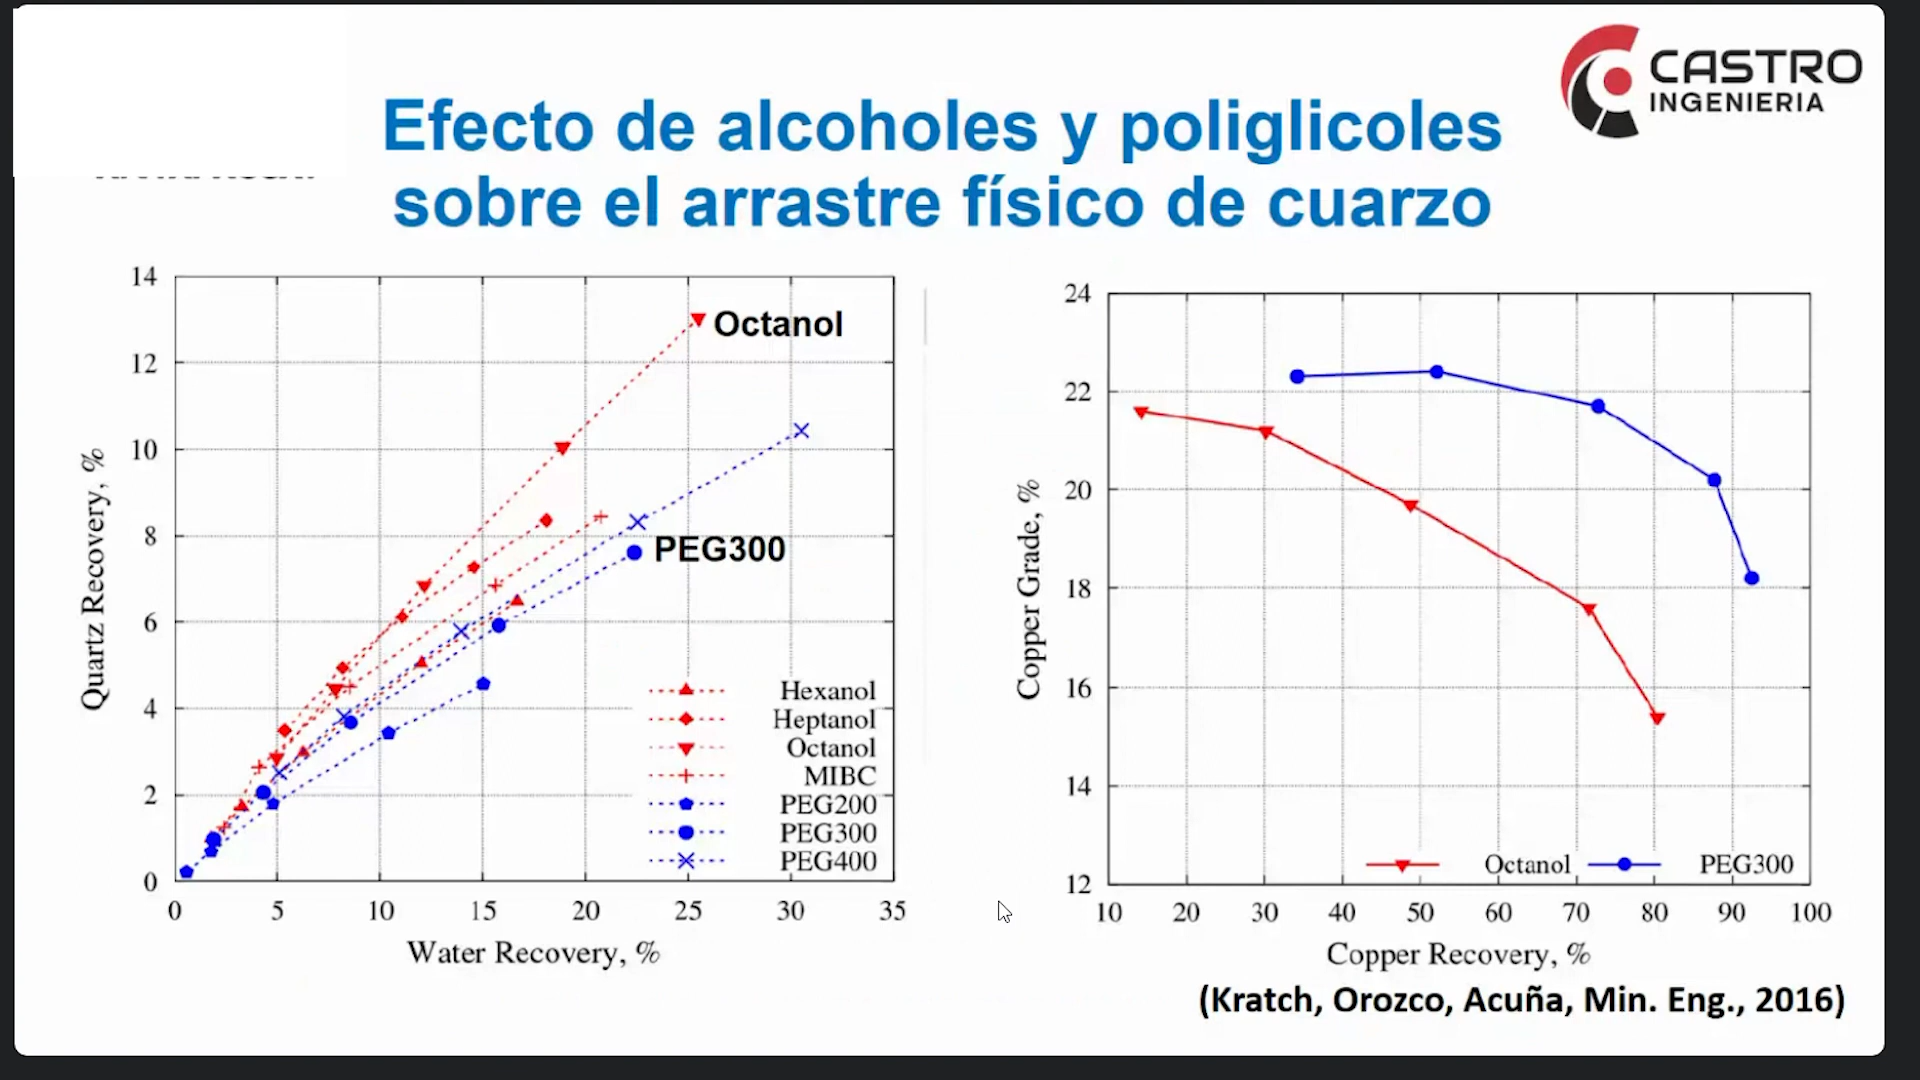 CASTRO
INGENIERIA
Efecto de alcoholes y poliglicoles
sobre el arrastre físico de cuarzo
14
12
10
8
6
4
2
0
Quartz Recovery, %
Octanol
PEG300
Hexanol
Heptanol
Octanol
MIBC
PEG200
PEG300
PEG400
0 5 10 15 20 25 30 35
Water Recovery, %
24
22
20
18
16
14
12
Copper Grade, %
Octanol PEG300
10 20 30 40 50 60 70 80 90 100
Copper Recovery, %
(Kratch, Orozco, Acuña, Min. Eng., 2016)